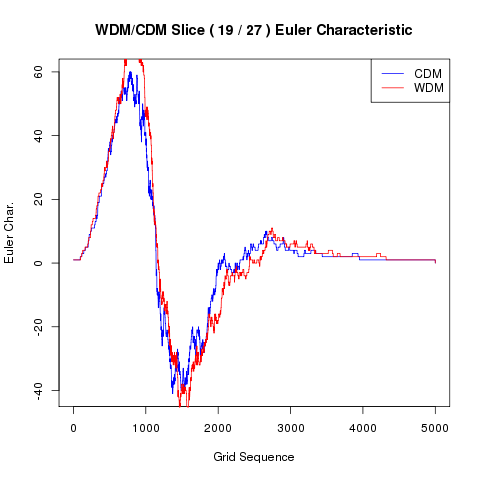 WDM/CDM Slice ( 19 / 27 ) Euler Characteristic
CDM
WDM
60
40
20
0
-20
-40
Euler Char.
0 1000 2000 3000 4000 5000
Grid Sequence